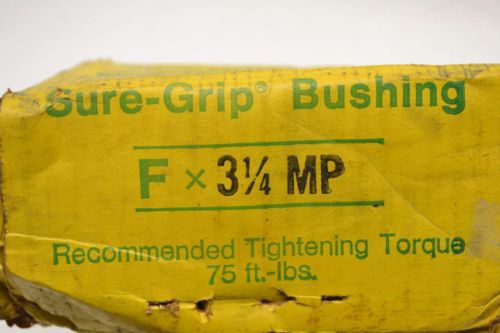 Sure-Grip® Bushing
F × 3¼ MP
Recommended Tightening Torque
75 ft.-lbs.